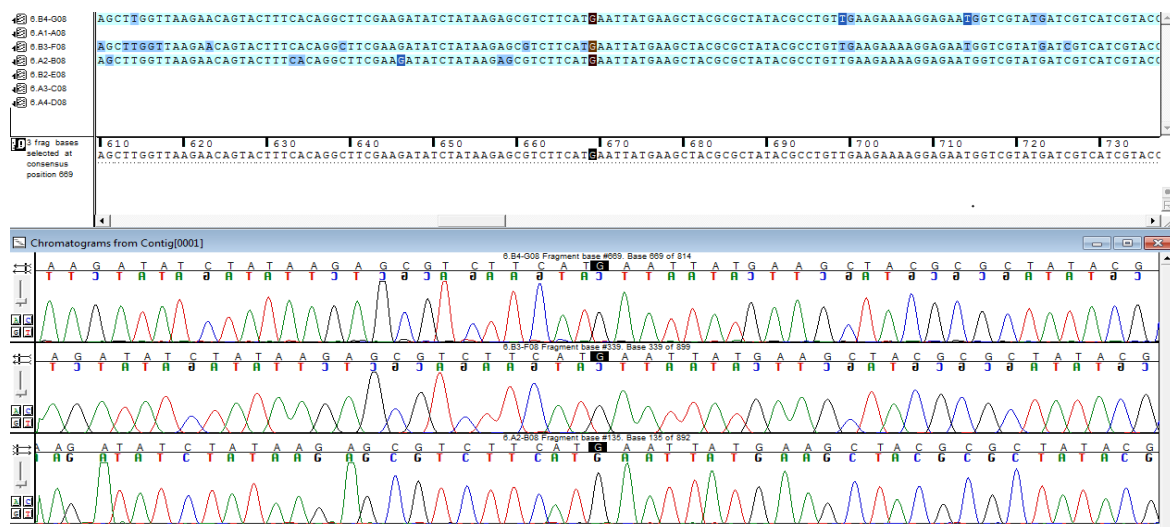 6.B4-G08 AGCTTGGTTAAGAACAGTACTTTCACAGGCTTCGAAGATATCTATAAGAGCGTCTTCATGAATTATGAAGCTACGCGCTATACGCCTGTTGAAGAAAAGGAGAATGGTCGTATGATCGTCATCGTACC
6.A1-A08
6.B3-F08 AGCTTGGTTAAGAACAGTACTTTCACAGGCTTCGAAGATATCTATAAGAGCGTCTTCATGAATTATGAAGCTACGCGCTATACGCCTGTTGAAGAAAAGGAGAATGGTCGTATGATCGTCATCGTACC
6.A2-B08 AGCTTGGTTAAGAACAGTACTTTCACAGGCTTCGAAGATATCTATAAGAGCGTCTTCATGAATTATGAAGCTACGCGCTATACGCCTGTTGAAGAAAAGGAGAATGGTCGTATGATCGTCATCGTACC
6.B2-E08
6.A3-C08
6.A4-D08
3 frag bases
selected at
consensus
position 669
610 620 630 640 650 660 670 680 690 700 710 720 730
AGCTTGGTTAAGAACAGTACTTTCACAGGCTTCGAAGATATCTATAAGAGCGTCTTCATGAATTATGAAGCTACGCGCTATACGCCTGTTGAAGAAAAGGAGAATGGTCGTATGATCGTCATCGTACC
Chromatograms from Contig[0001]
6.B4-G08 Fragment base #669. Base 669 of 814
A A G A T A T C T A T A A G A G C G T C T T C A T G A A T T A T G A A G C T A C G C G C T A T A C G
A C
G T
6.B3-F08 Fragment base #339. Base 339 of 899
A G A T A T C T A T A A G A G C G T C T T C A T G A A T T A T G A A G C T A C G C G C T A T A C G
A C
G T
6.A2-B08 Fragment base #135. Base 135 of 892
A A G A T A T C T A T A A G A G C G T C T T C A T G A A T T A T G A A G C T A C G C G C T A T A C G
A A G A T A T C T A T A A G A G C G T C T T C A T G A A T T A T G A A G C T A C G C G C T A T A C G
A C
G T